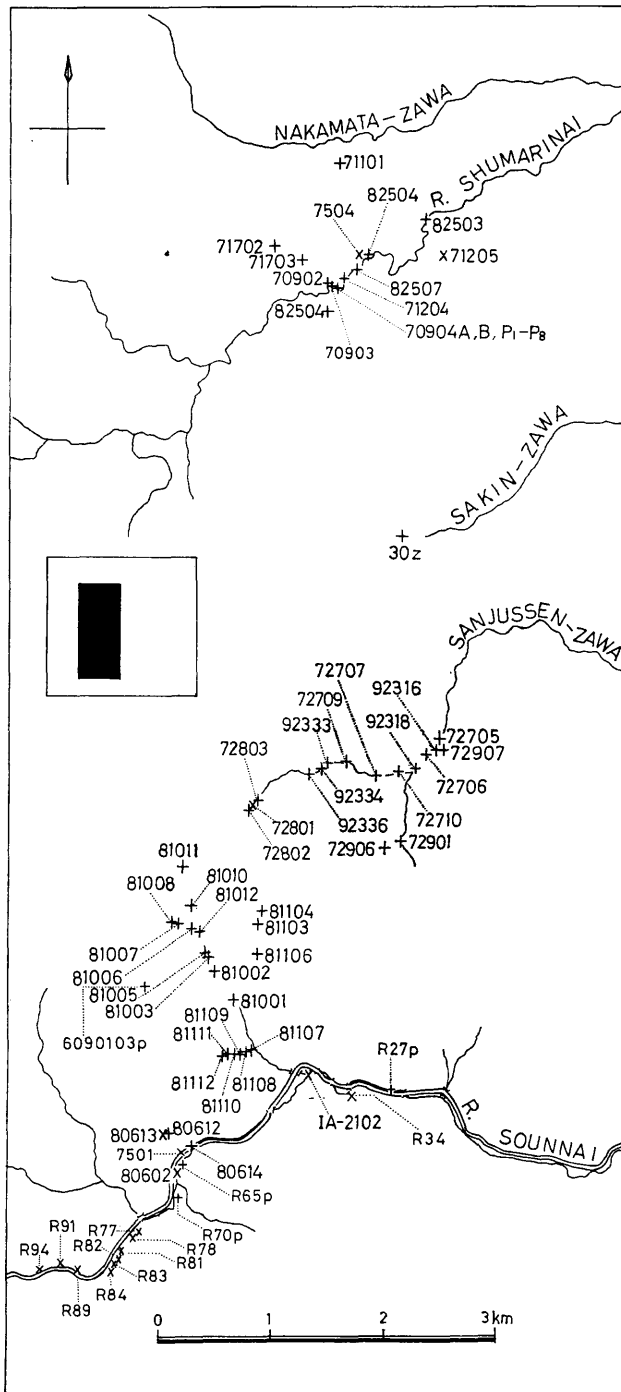 NAKAMATA-ZAWA
71101
R. SHUMARINAI
82504
7504
82503
71702
x71205
71703
70902
82507
71204
82504
70904A, B, P1-P8
70903
SAKIN-ZAWA
30z
SANJUSSEN-ZAWA
72707
92316
72709
92318
92333
72705
72907
72803
72706
92334
72801
72710
92336
72802
72906
72901
81011
81010
81008
81012
81104
81103
81007
81006
81106
81005
81002
81003
81001
81109
6090103p
81111
81107
R27p
81112
81108
81110
IA-2102
R.
SOUNNAI
R34
80612
80613
7501
80614
80602
R65p
R70p
R77
R91
R82
R78
R94
R81
R83
R84
R89
0 1 2 3 km